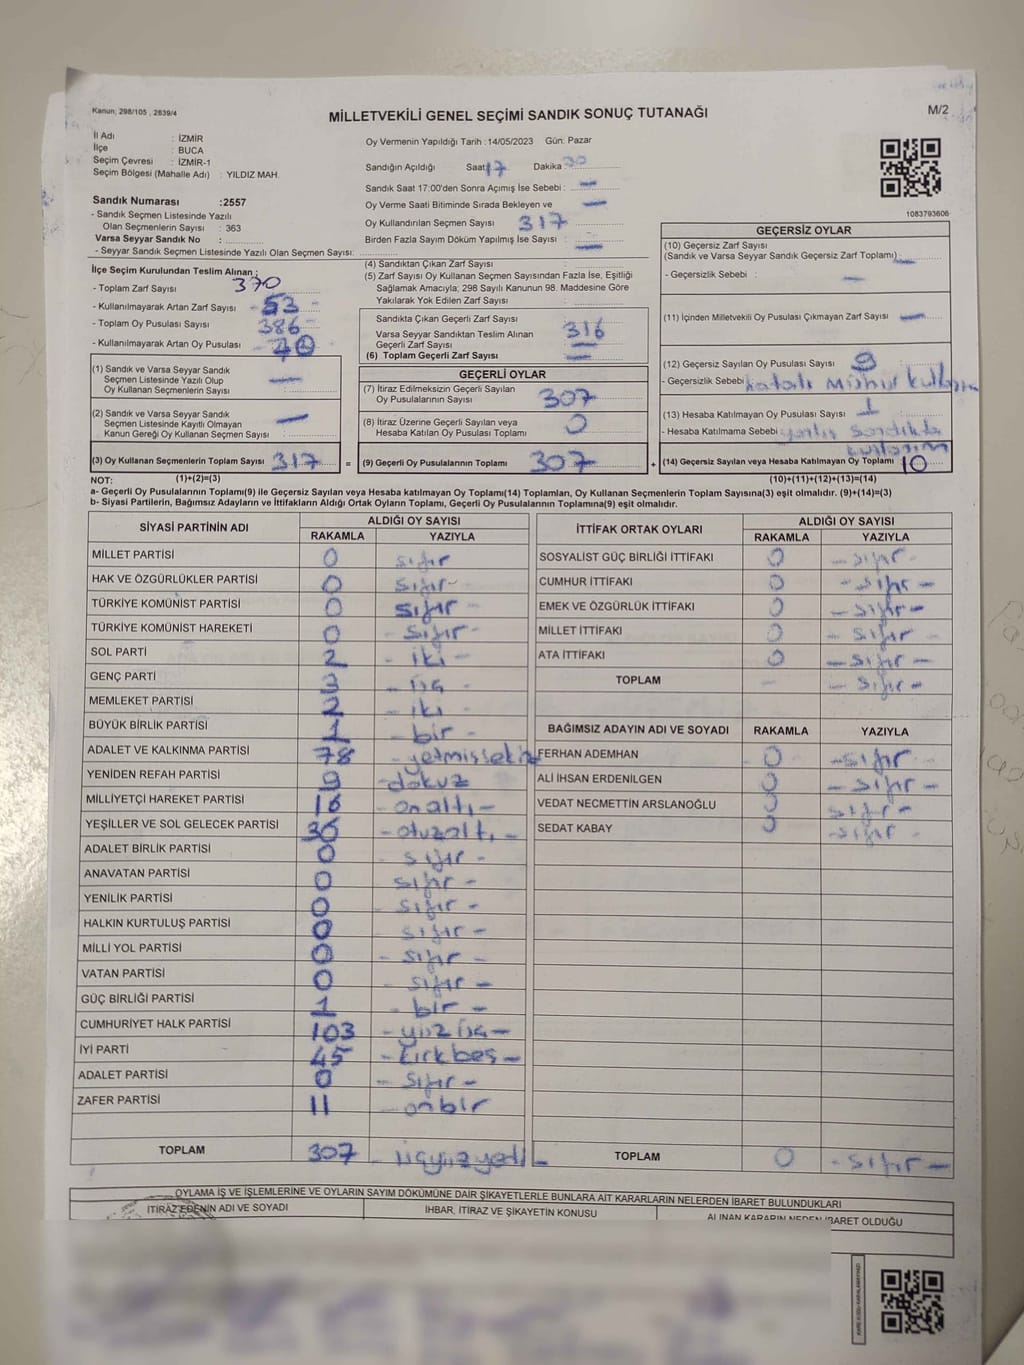 Kanun; 298/105 , 2839/4
MİLLETVEKİLİ GENEL SEÇİMİ SANDIK SONUÇ TUTANAĞI
M/2
İl Adı : İZMİR
İlçe : BUCA
Seçim Çevresi : İZMİR-1
Seçim Bölgesi (Mahalle Adı) : YILDIZ MAH.
Sandık Numarası :2557
- Sandık Seçmen Listesinde Yazılı
Olan Seçmenlerin Sayısı : 363
Varsa Seyyar Sandık No :
- Seyyar Sandık Seçmen Listesinde Yazılı Olan Seçmen Sayısı:
Oy Vermenin Yapıldığı Tarih :14/05/2023 Gün: Pazar
Sandığın Açıldığı Saat 17 Dakika 30
Sandık Saat 17:00'den Sonra Açımış İse Sebebi : —
Oy Verme Saati Bitiminde Sırada Bekleyen ve —
Oy Kullandırılan Seçmen Sayısı 317
Birden Fazla Sayım Döküm Yapılmış İse Sayısı : —
1083793606
İlçe Seçim Kurulundan Teslim Alınan :
- Toplam Zarf Sayısı 370
- Kullanılmayarak Artan Zarf Sayısı - 53 -
- Toplam Oy Pusulası Sayısı 386
- Kullanılmayarak Artan Oy Pusulası
(4) Sandıktan Çıkan Zarf Sayısı :
(5) Zarf Sayısı Oy Kullanan Seçmen Sayısından Fazla İse, Eşitliği
Sağlamak Amacıyla; 298 Sayılı Kanunun 98. Maddesine Göre
Yakılarak Yok Edilen Zarf Sayısı :
Sandıkta Çıkan Geçerli Zarf Sayısı : 316
Varsa Seyyar Sandıktan Teslim Alınan
Geçerli Zarf Sayısı : —
(6) Toplam Geçerli Zarf Sayısı : —
GEÇERSİZ OYLAR
(10) Geçersiz Zarf Sayısı
(Sandık ve Varsa Seyyar Sandık Geçersiz Zarf Toplamı) : —
- Geçersizlik Sebebi : —
(11) İçinden Milletvekili Oy Pusulası Çıkmayan Zarf Sayısı : —
(12) Geçersiz Sayılan Oy Pusulası Sayısı : 9
- Geçersizlik Sebebi hatalı mühür kullanım
(13) Hesaba Katılmayan Oy Pusulası Sayısı : 1
- Hesaba Katılmama Sebebi yanlış sandıkta
kullanım
(14) Geçersiz Sayılan veya Hesaba Katılmayan Oy Toplamı 10
(1) Sandık ve Varsa Seyyar Sandık
Seçmen Listesinde Yazılı Olup
Oy Kullanan Seçmenlerin Sayısı : —
(2) Sandık ve Varsa Seyyar Sandık
Seçmen Listesinde Kayıtlı Olmayan
Kanun Gereği Oy Kullanan Seçmen Sayısı : —
(3) Oy Kullanan Seçmenlerin Toplam Sayısı : 317
GEÇERLİ OYLAR
(7) İtiraz Edilmeksizin Geçerli Sayılan
Oy Pusulalarının Sayısı : 307
(8) İtiraz Üzerine Geçerli Sayılan veya
Hesaba Katılan Oy Pusulası Toplamı : 0
= (9) Geçerli Oy Pusulalarının Toplamı : 307 +
NOT: (1)+(2)=(3)
(10)+(11)+(12)+(13)=(14)
a- Geçerli Oy Pusulalarının Toplamı(9) ile Geçersiz Sayılan veya Hesaba katılmayan Oy Toplamı(14) Toplamları, Oy Kullanan Seçmenlerin Toplam Sayısına(3) eşit olmalıdır. (9)+(14)=(3)
b- Siyasi Partilerin, Bağımsız Adayların ve İttifakların Aldığı Ortak Oyların Toplamı, Geçerli Oy Pusulalarının Toplamına(9) eşit olmalıdır.
SİYASİ PARTİNİN ADI ALDIĞI OY SAYISI
RAKAMLA YAZIYLA
MİLLET PARTİSİ 0 sıfır
HAK VE ÖZGÜRLÜKLER PARTİSİ 0 sıfır-
TÜRKİYE KOMÜNİST PARTİSİ 0 sıfır -
TÜRKİYE KOMÜNİST HAREKETİ 0 - sıfır -
SOL PARTİ 2 - iki -
GENÇ PARTİ 3 - üç -
MEMLEKET PARTİSİ 2 - iki -
BÜYÜK BİRLİK PARTİSİ 1 - bir -
ADALET VE KALKINMA PARTİSİ 78 - yetmissekiz
YENİDEN REFAH PARTİSİ 9 -dokuz
MİLLİYETÇİ HAREKET PARTİSİ 16 - onaltı -
YEŞİLLER VE SOL GELECEK PARTİSİ 36 - otuzaltı -
ADALET BİRLİK PARTİSİ 0 - sıfır -
ANAVATAN PARTİSİ 0 sıfır -
YENİLİK PARTİSİ 0 - sıfır -
HALKIN KURTULUŞ PARTİSİ 0 - sıfır -
MİLLİ YOL PARTİSİ 0 - sıfır -
VATAN PARTİSİ 0 - sıfır -
GÜÇ BİRLİĞİ PARTİSİ 1 - bir -
CUMHURİYET HALK PARTİSİ 103 - yüz üç -
İYİ PARTİ 45 - kırkbeş -
ADALET PARTİSİ 0 - sıfır -
ZAFER PARTİSİ 11 - onbir
TOPLAM 307 - üçyüzyedi -
İTTİFAK ORTAK OYLARI ALDIĞI OY SAYISI
RAKAMLA YAZIYLA
SOSYALİST GÜÇ BİRLİĞİ İTTİFAKI 0 - sıfır -
CUMHUR İTTİFAKI 0 - sıfır -
EMEK VE ÖZGÜRLÜK İTTİFAKI 0 - sıfır -
MİLLET İTTİFAKI 0 - sıfır
ATA İTTİFAKI 0 - sıfır -
TOPLAM - - sıfır -
BAĞIMSIZ ADAYIN ADI VE SOYADI RAKAMLA YAZIYLA
FERHAN ADEMHAN 0 -sıfır
ALİ İHSAN ERDENİLGEN 0 - sıfır -
VEDAT NECMETTİN ARSLANOĞLU 0 sıfır -
SEDAT KABAY 0 -sıfır
TOPLAM 0 - sıfır -
OYLAMA İŞ VE İŞLEMLERİNE VE OYLARIN SAYIM DÖKÜMÜNE DAİR ŞİKAYETLERLE BUNLARA AİT KARARLARIN NELERDEN İBARET BULUNDUKLARI
İTİRAZ EDENİN ADI VE SOYADI İHBAR, İTİRAZ VE ŞİKAYETİN KONUSU ALINAN KARARIN NEDEN İBARET OLDUĞU